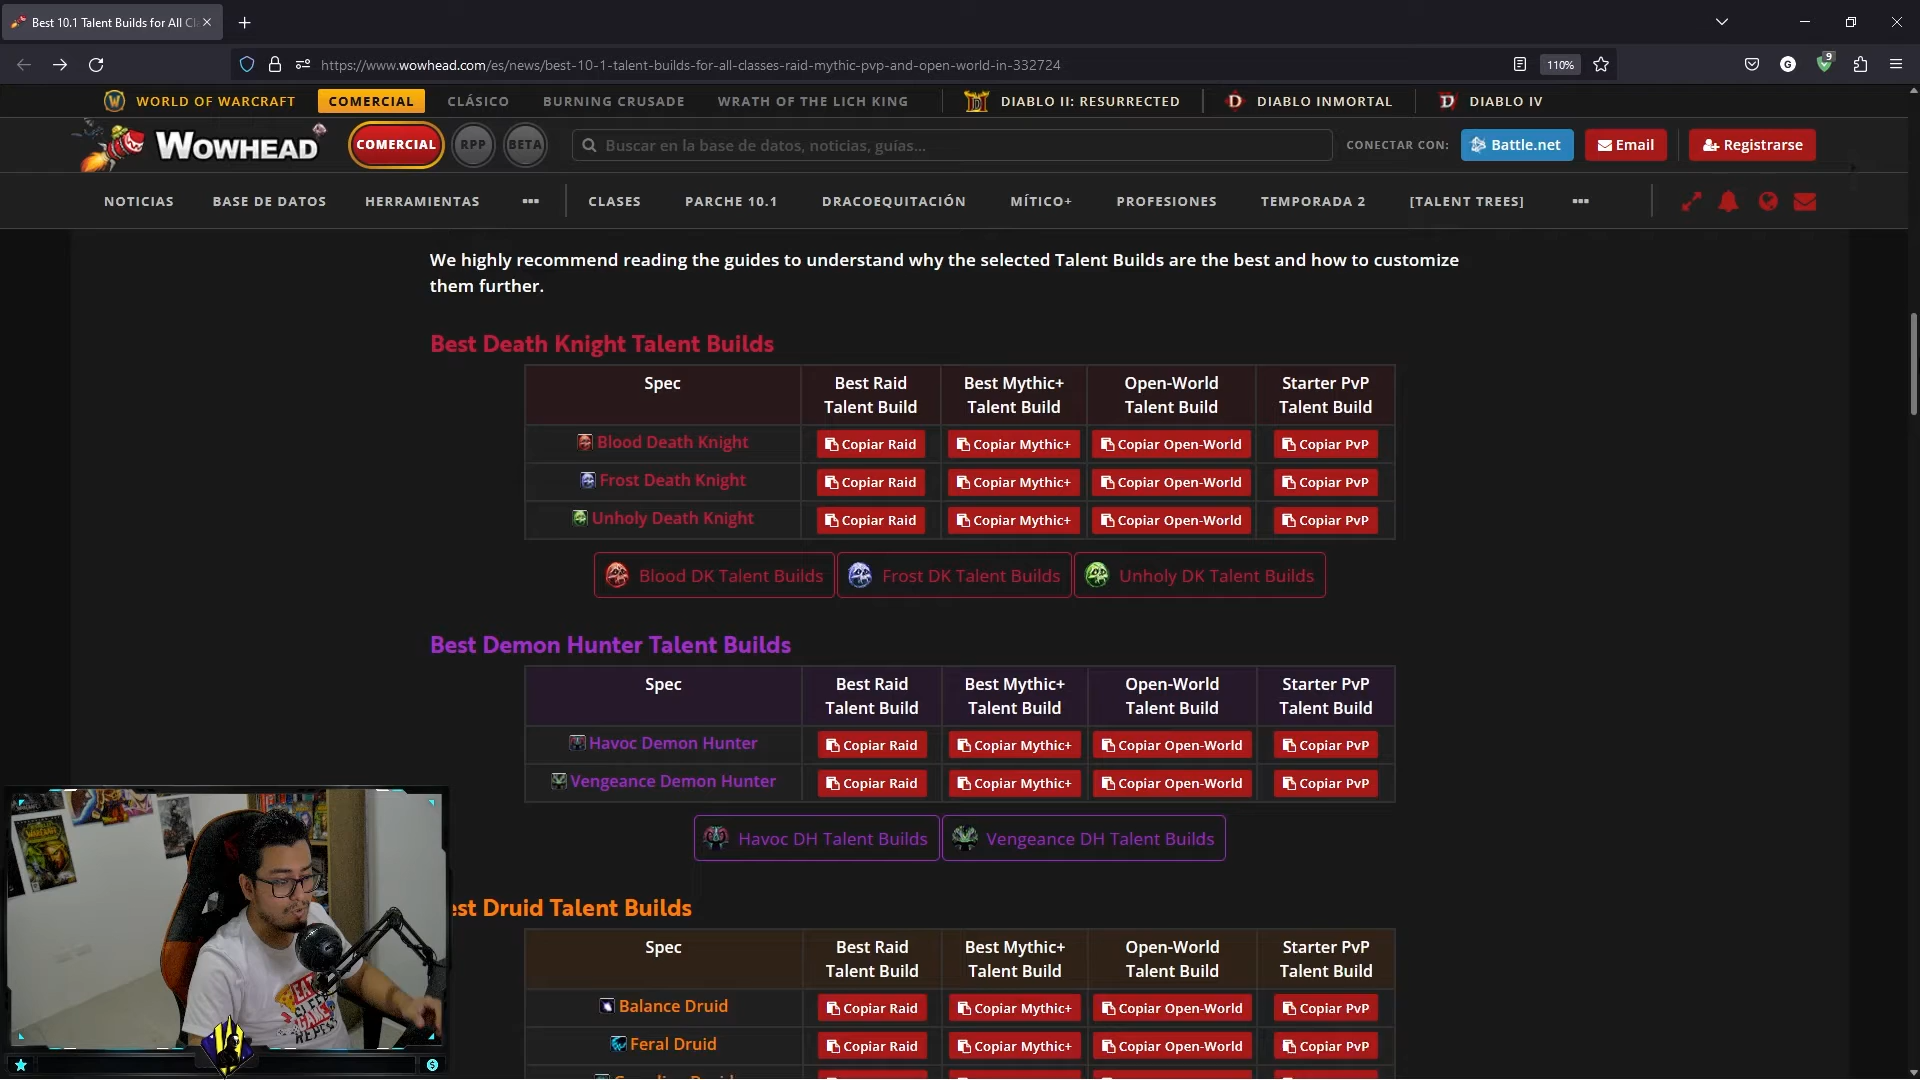 Best 10.1 Talent Builds for All Cl
https://www.wowhead.com/es/news/best-10-1-talent-builds-for-all-classes-raid-mythic-pvp-and-open-world-in-332724
110%
G
9
WORLD OF WARCRAFT
COMERCIAL
CLÁSICO
BURNING CRUSADE
WRATH OF THE LICH KING
DIABLO II: RESURRECTED
DIABLO INMORTAL
DIABLO IV
WOWHEAD
COMERCIAL
RPP
BETA
Buscar en la base de datos, noticias, guías...
CONECTAR CON:
Battle.net
Email
Registrarse
NOTICIAS
BASE DE DATOS
HERRAMIENTAS
CLASES
PARCHE 10.1
DRACOEQUITACIÓN
MÍTICO+
PROFESIONES
TEMPORADA 2
[TALENT TREES]
We highly recommend reading the guides to understand why the selected Talent Builds are the best and how to customize
them further.
Best Death Knight Talent Builds
Spec
Best Raid
Talent Build
Best Mythic+
Talent Build
Open-World
Talent Build
Starter PvP
Talent Build
Blood Death Knight
Copiar Raid
Copiar Mythic+
Copiar Open-World
Copiar PvP
Frost Death Knight
Copiar Raid
Copiar Mythic+
Copiar Open-World
Copiar PvP
Unholy Death Knight
Copiar Raid
Copiar Mythic+
Copiar Open-World
Copiar PvP
Blood DK Talent Builds
Frost DK Talent Builds
Unholy DK Talent Builds
Best Demon Hunter Talent Builds
Spec
Best Raid
Talent Build
Best Mythic+
Talent Build
Open-World
Talent Build
Starter PvP
Talent Build
Havoc Demon Hunter
Copiar Raid
Copiar Mythic+
Copiar Open-World
Copiar PvP
Vengeance Demon Hunter
Copiar Raid
Copiar Mythic+
Copiar Open-World
Copiar PvP
Havoc DH Talent Builds
Vengeance DH Talent Builds
est Druid Talent Builds
Spec
Best Raid
Talent Build
Best Mythic+
Talent Build
Open-World
Talent Build
Starter PvP
Talent Build
Balance Druid
Copiar Raid
Copiar Mythic+
Copiar Open-World
Copiar PvP
Feral Druid
Copiar Raid
Copiar Mythic+
Copiar Open-World
Copiar PvP
EAT
SLEEP
GAME
REPEAT